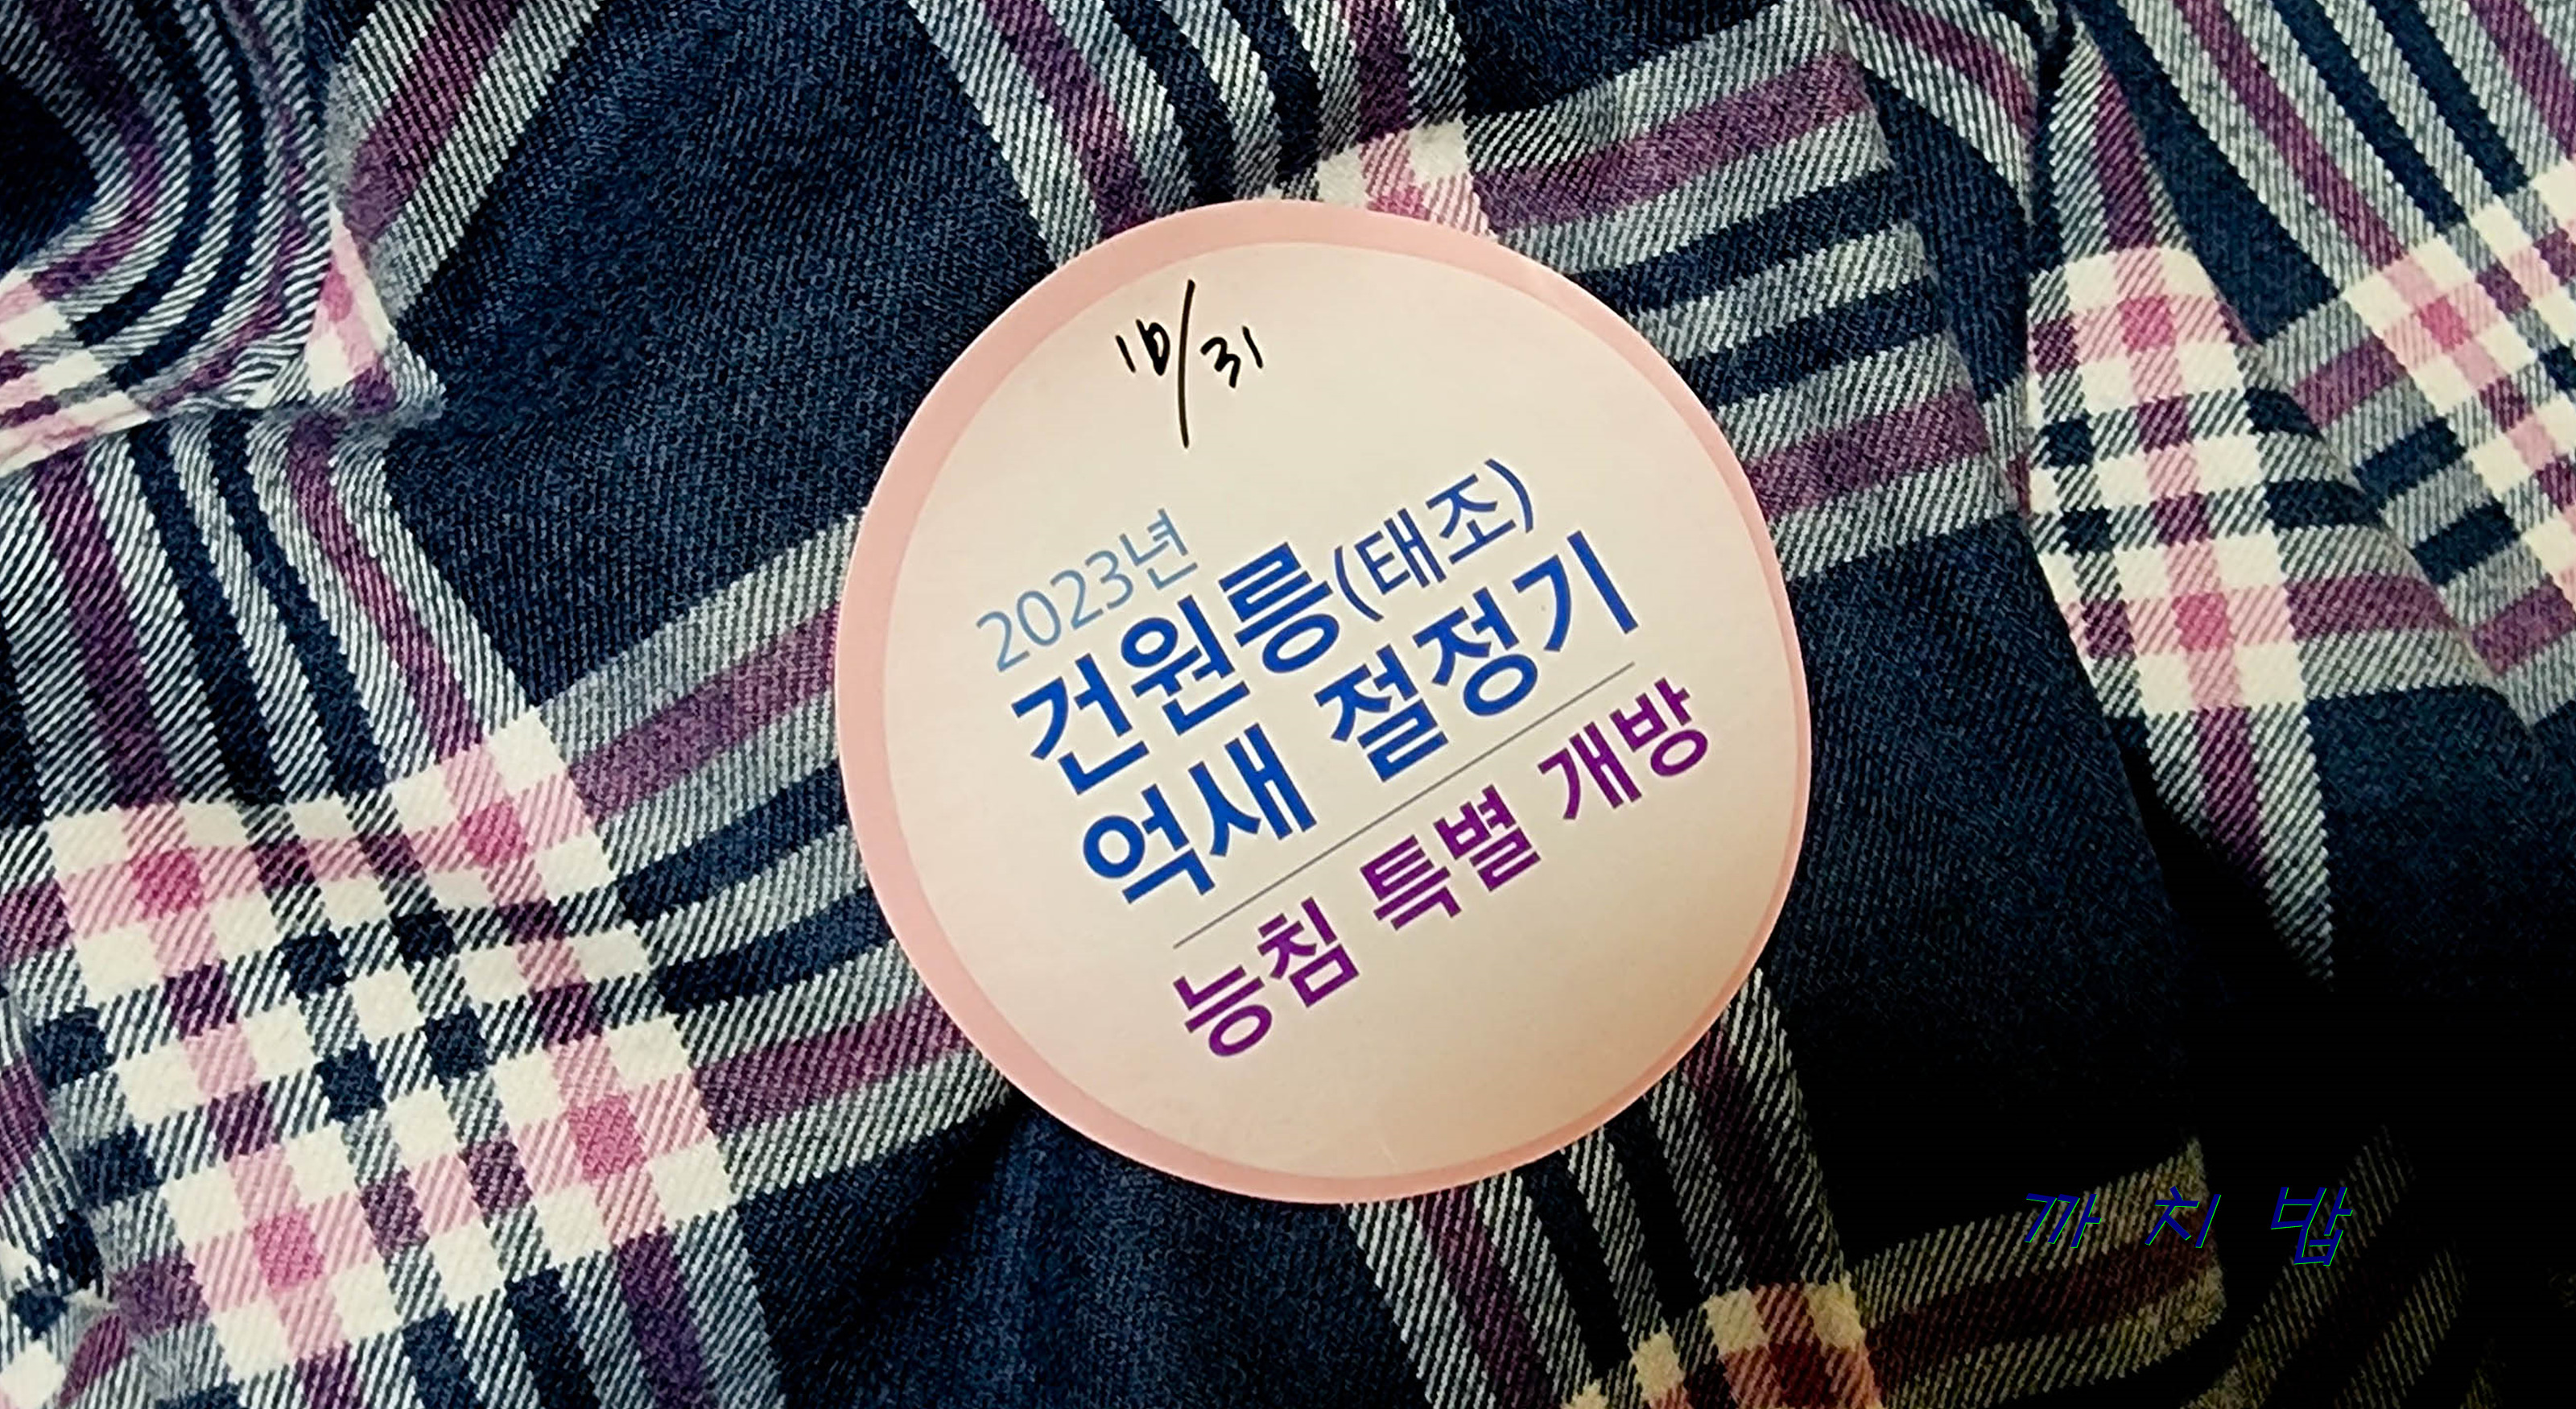 10/31
2023년
건원릉(태조)
억새 절정기
능침 특별 개방
까치밥